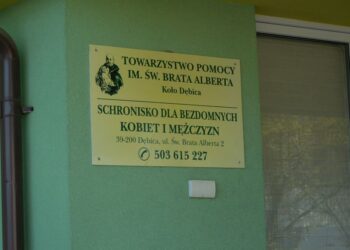 TOWARZYSTWO POMOCY
IM. ŚW. BRATA ALBERTA
Koło Dębica
SCHRONISKO DLA BEZDOMNYCH
KOBIET I MĘŻCZYZN
39-200 Dębica, ul. Św. Brata Alberta 2
✆ 503 615 227